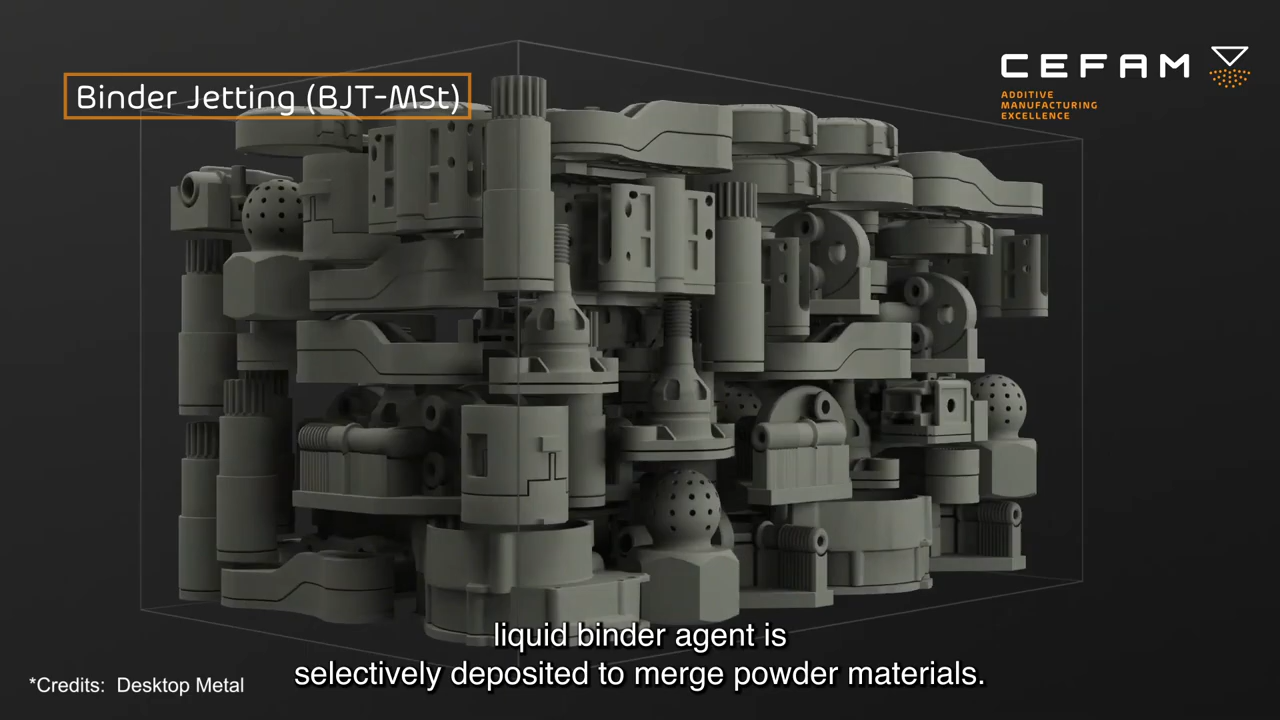 Binder Jetting (BJT-MSt)
CEFAM
ADDITIVE
MANUFACTURING
EXCELLENCE
liquid binder agent is
selectively deposited to merge powder materials.
*Credits: Desktop Metal